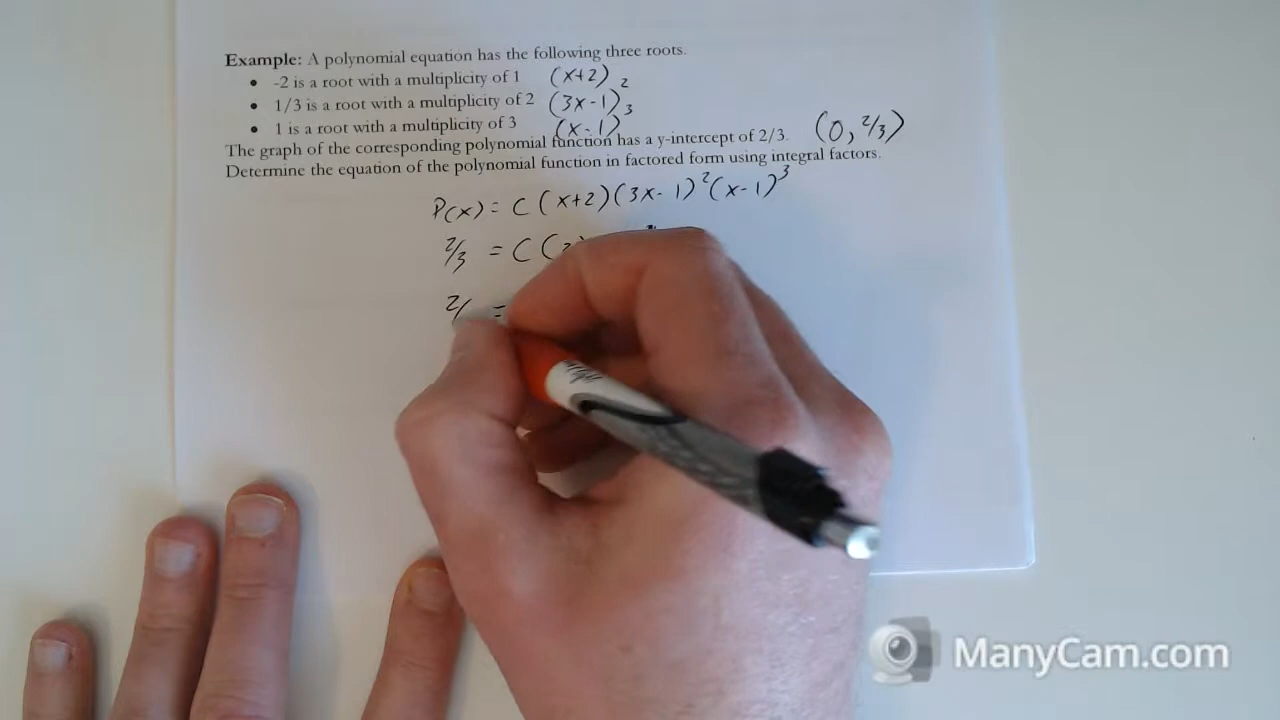 Example: A polynomial equation has the following three roots.
• -2 is a root with a multiplicity of 1 (x+2)
• 1/3 is a root with a multiplicity of 2 (3x-1)²
• 1 is a root with a multiplicity of 3 (x-1)³
The graph of the corresponding polynomial function has a y-intercept of 2/3. (0, 2/3)
Determine the equation of the polynomial function in factored form using integral factors.
P(x) = C(x+2)(3x-1)²(x-1)³
2/3 = C(2)
2/ =
ManyCam.com